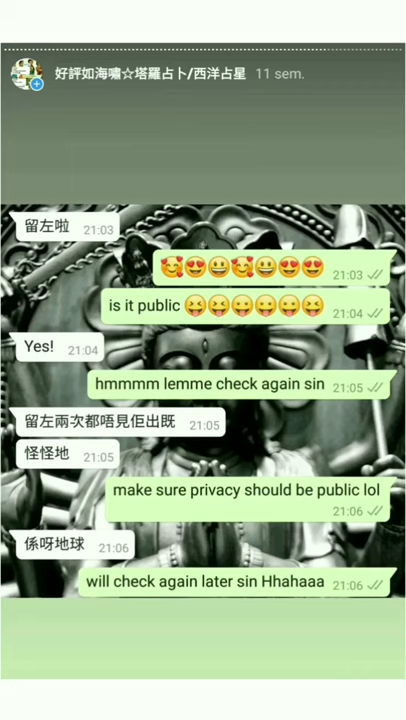 好評如海嘯☆塔羅占卜/西洋占星 11 sem.
留左啦 21:03
🥰😍😃🥰😃😍😍 21:03
is it public 😝😝😛😛😝😝 21:04
Yes! 21:04
hmmmm lemme check again sin 21:05
留左兩次都唔見佢出既 21:05
怪怪地 21:05
make sure privacy should be public lol
21:06
係呀地球 21:06
will check again later sin Hhahaaa 21:06